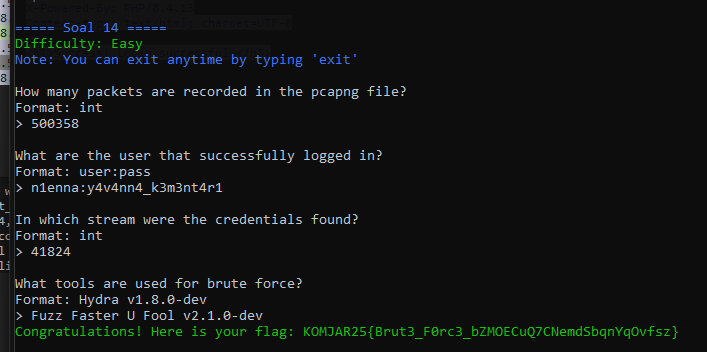 ===== Soal 14 =====
Difficulty: Easy
Note: You can exit anytime by typing 'exit'
How many packets are recorded in the pcapng file?
Format: int
> 500358
What are the user that successfully logged in?
Format: user:pass
> n1enna:y4v4nn4_k3m3nt4r1
In which stream were the credentials found?
Format: int
> 41824
What tools are used for brute force?
Format: Hydra v1.8.0-dev
> Fuzz Faster U Fool v2.1.0-dev
Congratulations! Here is your flag: KOMJAR25{Brut3_F0rc3_bZMOECuQ7CNemdSbqnYqOvfsz}